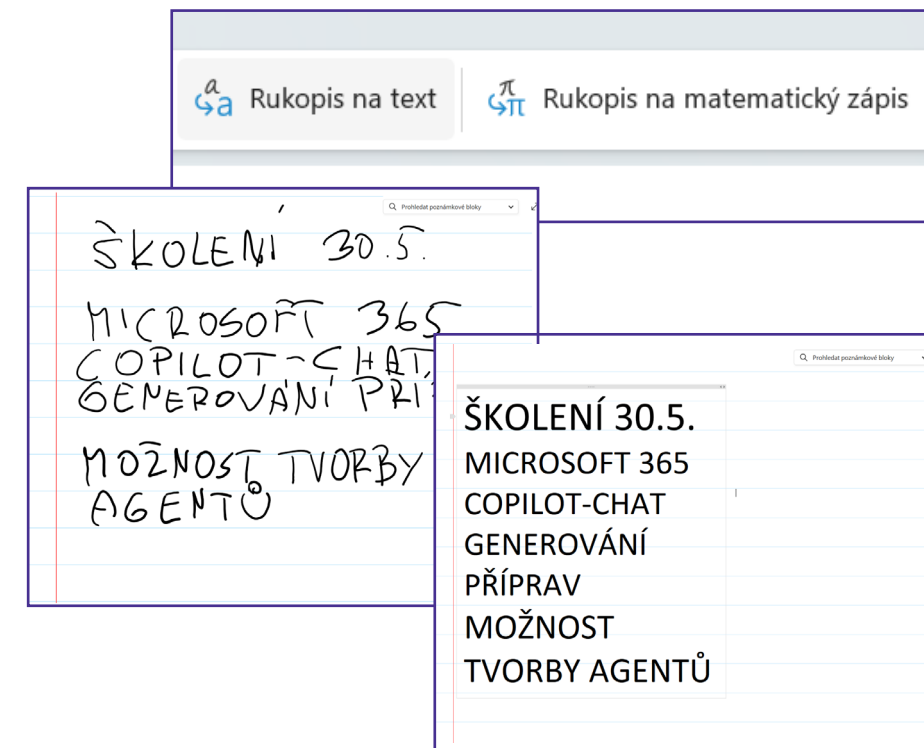 Rukopis na text
Rukopis na matematický zápis
Prohledat poznámkové bloky
ŠKOLENÍ 30.5.
MICROSOFT 365
COPILOT-CHAT,
GENEROVÁNÍ PŘÍ
MOŽNOST TVORBY
AGENTŮ
Prohledat poznámkové bloky
ŠKOLENÍ 30.5.
MICROSOFT 365
COPILOT-CHAT
GENEROVÁNÍ
PŘÍPRAV
MOŽNOST
TVORBY AGENTŮ